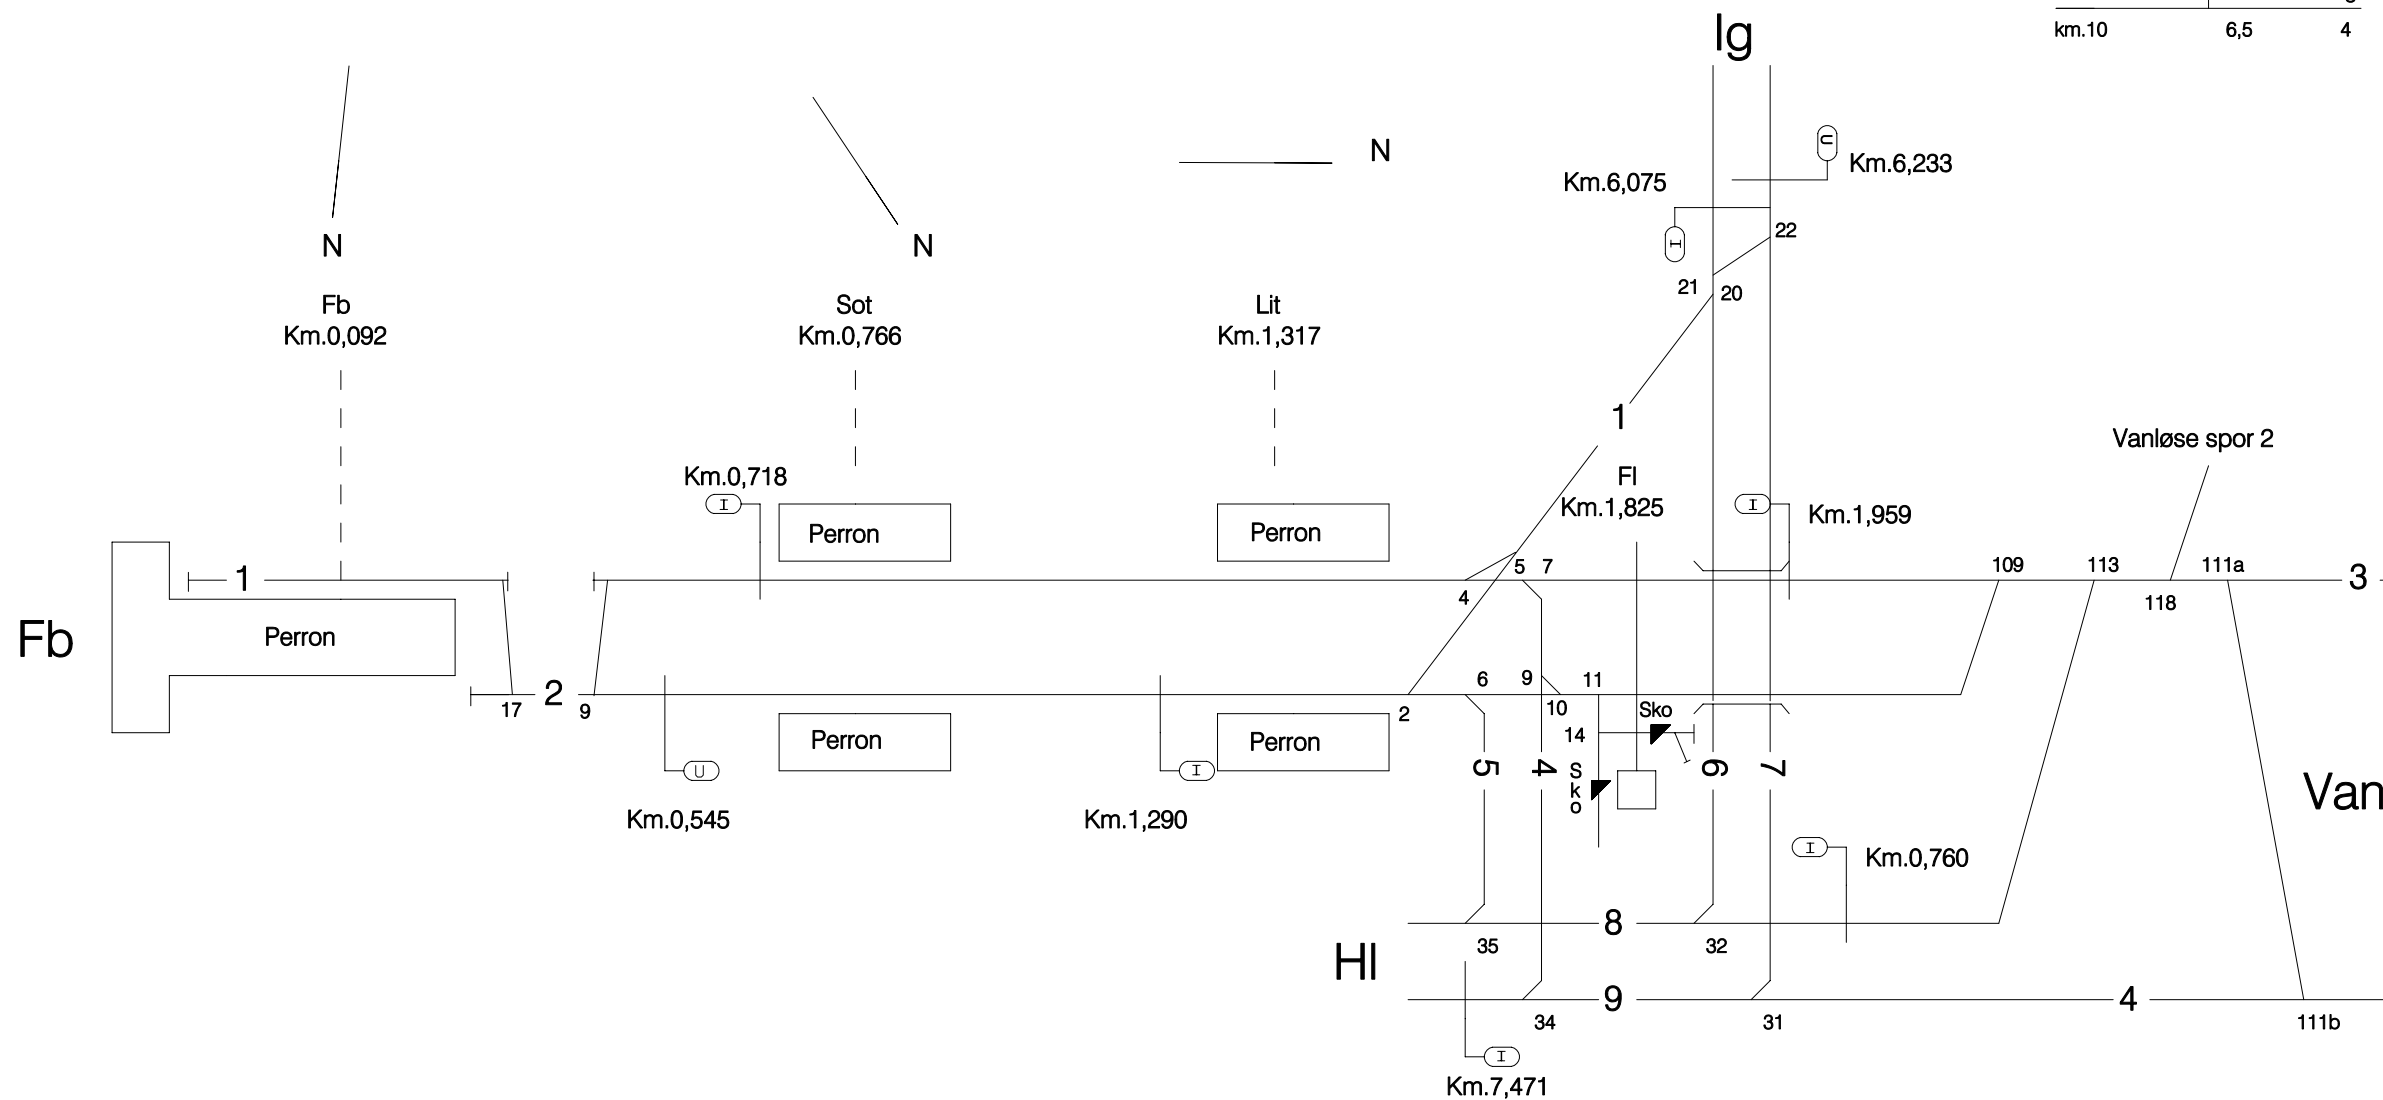 Ig
km.10 6,5 4
N
Km.6,075
U
Km.6,233
N
N
I
22
21 20
Fb
Km.0,092
Sot
Km.0,766
Lit
Km.1,317
1
Vanløse spor 2
Km.0,718
I
Fl
Km.1,825
I
Km.1,959
Perron
Perron
1
5 7
109 113 111a
3
4
118
Fb
Perron
2
17 9
6 9 11
2
10
Sko
14
Perron
Perron
U
I
5 4 Sko 6 7
Van
Km.0,545
Km.1,290
I
Km.0,760
8
35 32
Hl
9
4
34 31 111b
I
Km.7,471